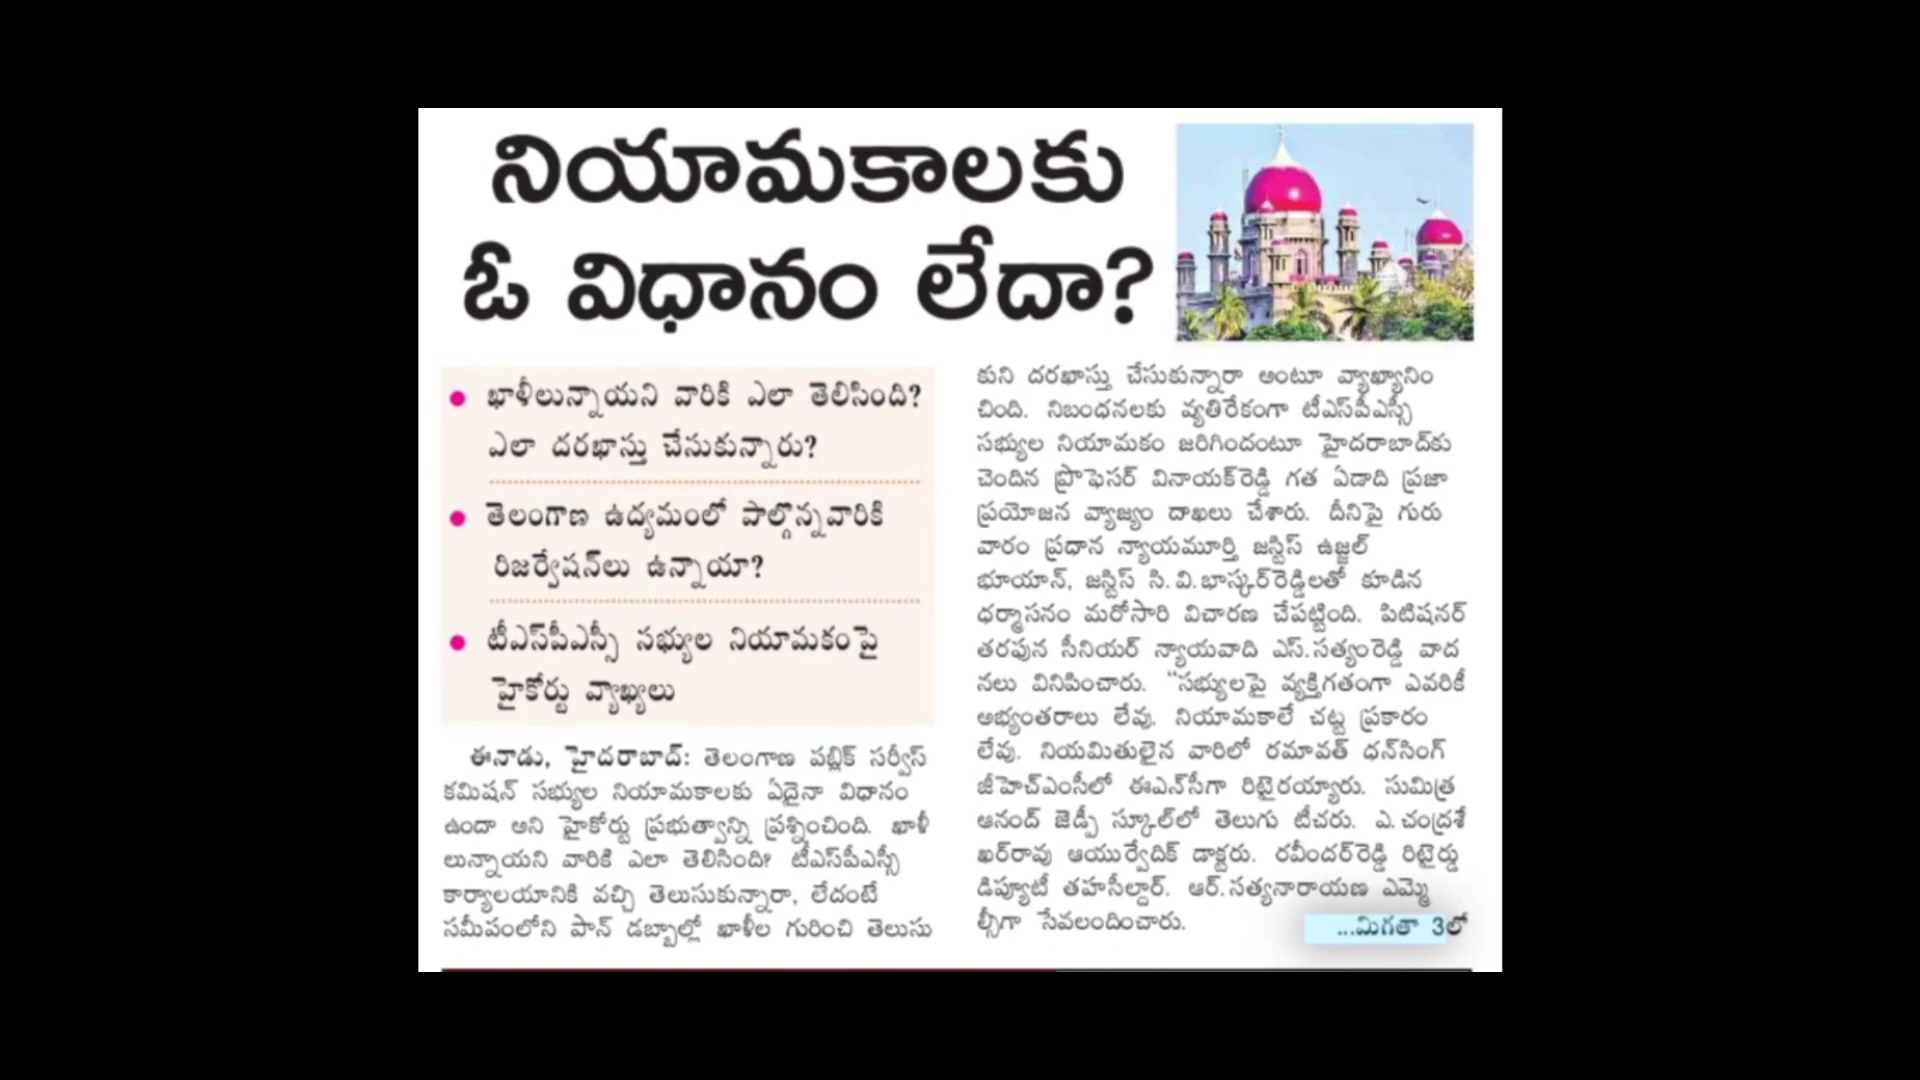 నియామకాలకు
ఓ విధానం లేదా?
• ఖాళీలున్నాయని వారికి ఎలా తెలిసింది?
ఎలా దరఖాస్తు చేసుకున్నారు?
• తెలంగాణ ఉద్యమంలో పాల్గొన్నవారికి
రిజర్వేషన్‌లు ఉన్నాయా?
• టీఎస్‌పీఎస్సీ సభ్యుల నియామకంపై
హైకోర్టు వ్యాఖ్యలు
ఈనాడు, హైదరాబాద్: తెలంగాణ పబ్లిక్ సర్వీస్
కమిషన్ సభ్యుల నియామకాలకు ఏదైనా విధానం
ఉందా అని హైకోర్టు ప్రభుత్వాన్ని ప్రశ్నించింది. ఖాళీ
లున్నాయని వారికి ఎలా తెలిసింది? టీఎస్‌పీఎస్సీ
కార్యాలయానికి వచ్చి తెలుసుకున్నారా, లేదంటే
సమీపంలోని పాన్ డబ్బాల్లో ఖాళీల గురించి తెలుసు
కుని దరఖాస్తు చేసుకున్నారా అంటూ వ్యాఖ్యానిం
చింది. నిబంధనలకు వ్యతిరేకంగా టీఎస్‌పీఎస్సీ
సభ్యుల నియామకం జరిగిందంటూ హైదరాబాద్‌కు
చెందిన ప్రొఫెసర్ వినాయక్‌రెడ్డి గత ఏడాది ప్రజా
ప్రయోజన వ్యాజ్యం దాఖలు చేశారు. దీనిపై గురు
వారం ప్రధాన న్యాయమూర్తి జస్టిస్ ఉజ్జల్
భూయాన్, జస్టిస్ సి.వి.భాస్కర్‌రెడ్డిలతో కూడిన
ధర్మాసనం మరోసారి విచారణ చేపట్టింది. పిటిషనర్
తరఫున సీనియర్ న్యాయవాది ఎస్.సత్యంరెడ్డి వాద
నలు వినిపించారు. “సభ్యులపై వ్యక్తిగతంగా ఎవరికీ
అభ్యంతరాలు లేవు. నియామకాలే చట్ట ప్రకారం
లేవు. నియమితులైన వారిలో రమావత్ ధన్‌సింగ్
జీహెచ్ఎంసీలో ఈఎన్‌సీగా రిటైరయ్యారు. సుమిత్ర
ఆనంద్ జెడ్పీ స్కూల్‌లో తెలుగు టీచరు. ఎ.చంద్రశే
ఖర్‌రావు ఆయుర్వేదిక్ డాక్టరు. రవీందర్‌రెడ్డి రిటైర్డు
డిప్యూటీ తహసీల్దార్. ఆర్.సత్యనారాయణ ఎమ్మె
ల్సీగా సేవలందించారు.
...మిగతా 3లో